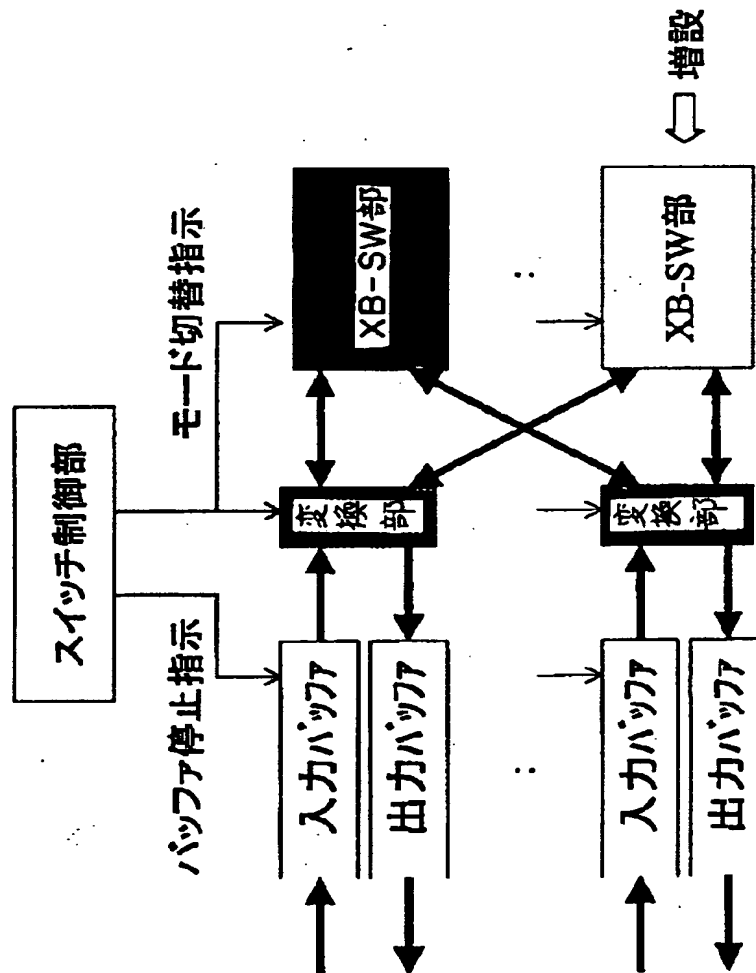 スイッチ制御部
バッファ停止指示
モード切替指示
入力バッファ
出力バッファ
変換部
XB-SW部
:
:
入力バッファ
出力バッファ
変換部
XB-SW部
増設